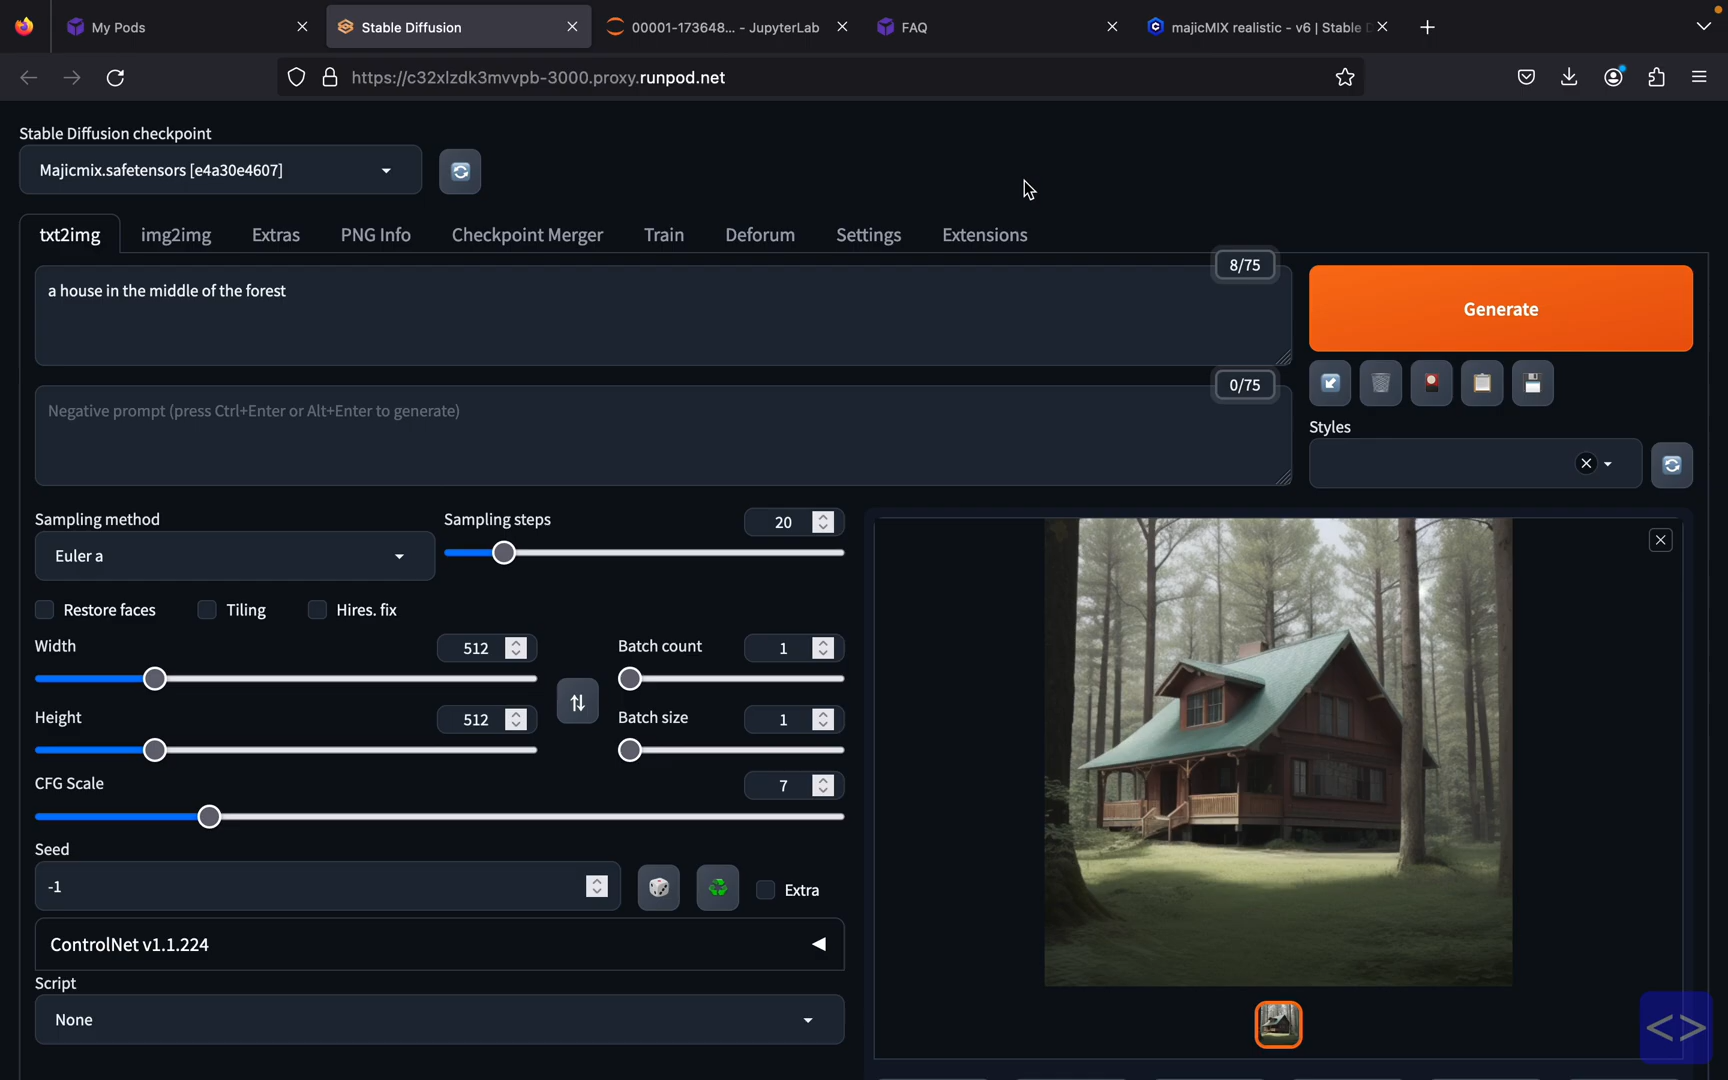 My Pods
Stable Diffusion
00001-173648... - JupyterLab
FAQ
majicMIX realistic - v6 | Stable D
https://c32xlzdk3mvvpb-3000.proxy.runpod.net
Stable Diffusion checkpoint
Majicmix.safetensors [e4a30e4607]
txt2img
img2img
Extras
PNG Info
Checkpoint Merger
Train
Deforum
Settings
Extensions
8/75
a house in the middle of the forest
Generate
0/75
Negative prompt (press Ctrl+Enter or Alt+Enter to generate)
Styles
Sampling method
Euler a
Sampling steps
20
Restore faces
Tiling
Hires. fix
Width
512
Batch count
1
Height
512
Batch size
1
CFG Scale
7
Seed
-1
Extra
ControlNet v1.1.224
Script
None